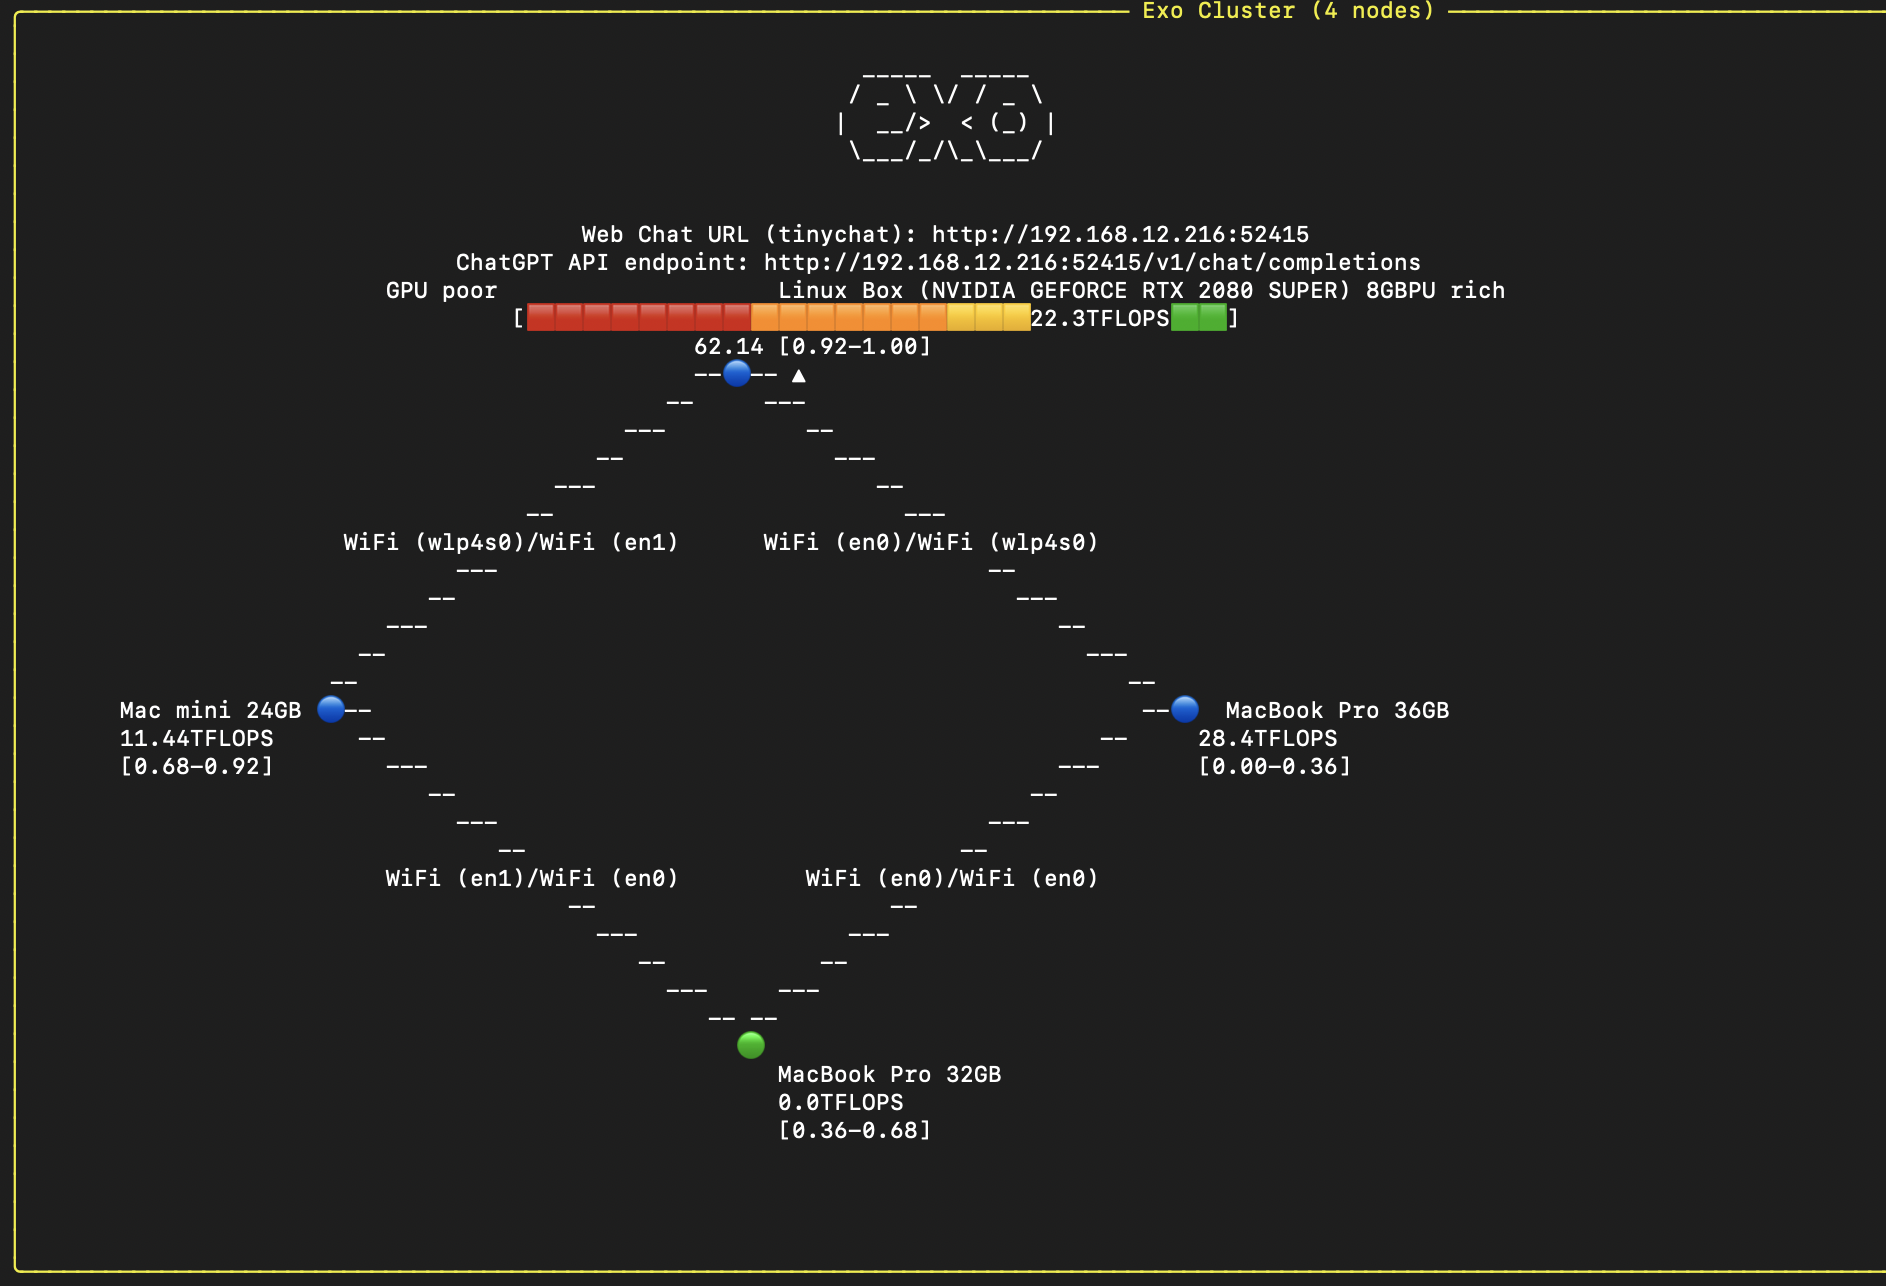 Exo Cluster (4 nodes)
  _____  _____
 / _ \ \/ / _ \
|  __/>  < (_) |
 \___/_/\_\___/
Web Chat URL (tinychat): http://192.168.12.216:52415
ChatGPT API endpoint: http://192.168.12.216:52415/v1/chat/completions
GPU poor Linux Box (NVIDIA GEFORCE RTX 2080 SUPER) 8GBPU rich
[22.3TFLOPS]
62.14 [0.92-1.00]
▲
WiFi (wlp4s0)/WiFi (en1) WiFi (en0)/WiFi (wlp4s0)
Mac mini 24GB MacBook Pro 36GB
11.44TFLOPS 28.4TFLOPS
[0.68-0.92] [0.00-0.36]
WiFi (en1)/WiFi (en0) WiFi (en0)/WiFi (en0)
MacBook Pro 32GB
0.0TFLOPS
[0.36-0.68]